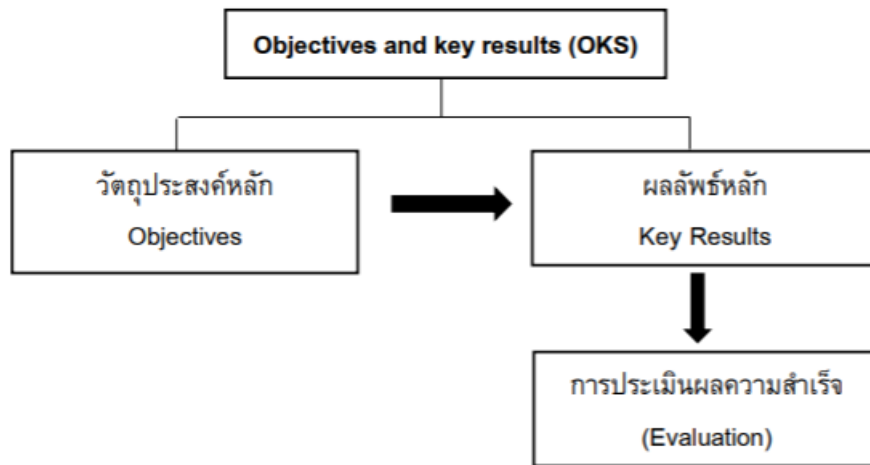 Objectives and key results (OKS)
วัตถุประสงค์หลัก
Objectives
ผลลัพธ์หลัก
Key Results
การประเมินผลความสำเร็จ
(Evaluation)